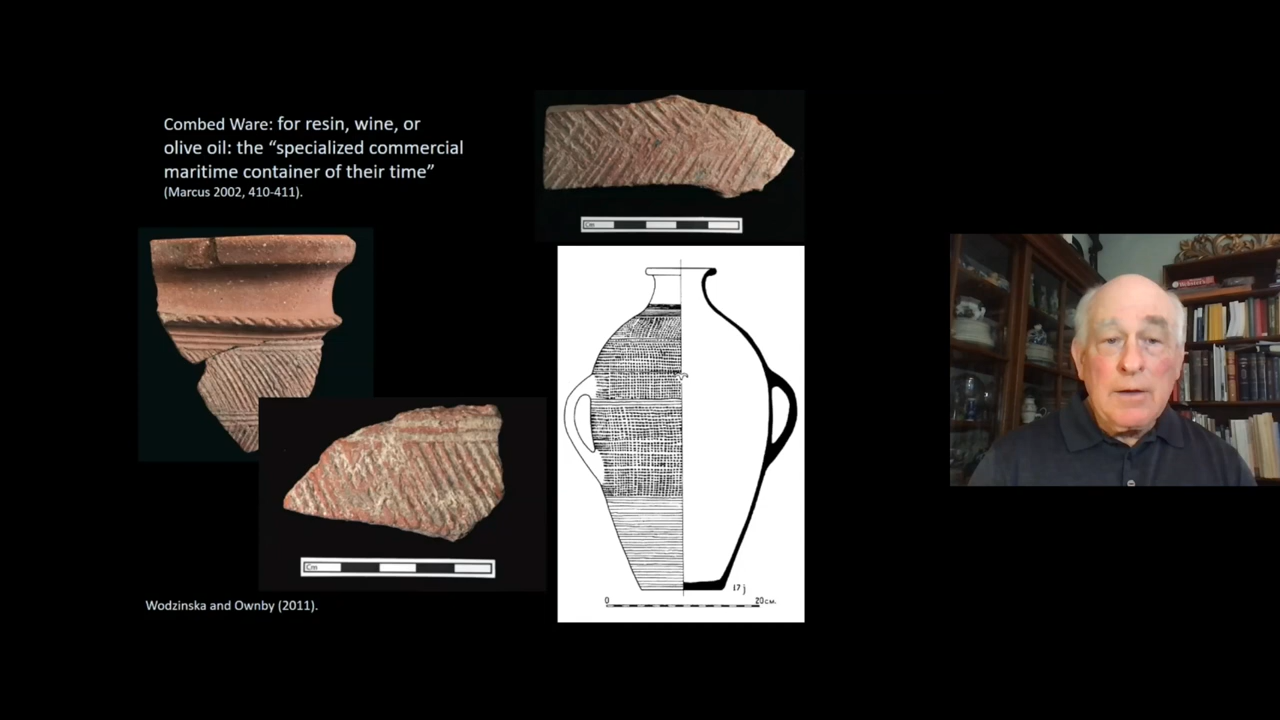 Combed Ware: for resin, wine, or
olive oil: the “specialized commercial
maritime container of their time”
(Marcus 2002, 410-411).
Cm
Cm
17 j
0 20 CM.
Wodzinska and Ownby (2011).